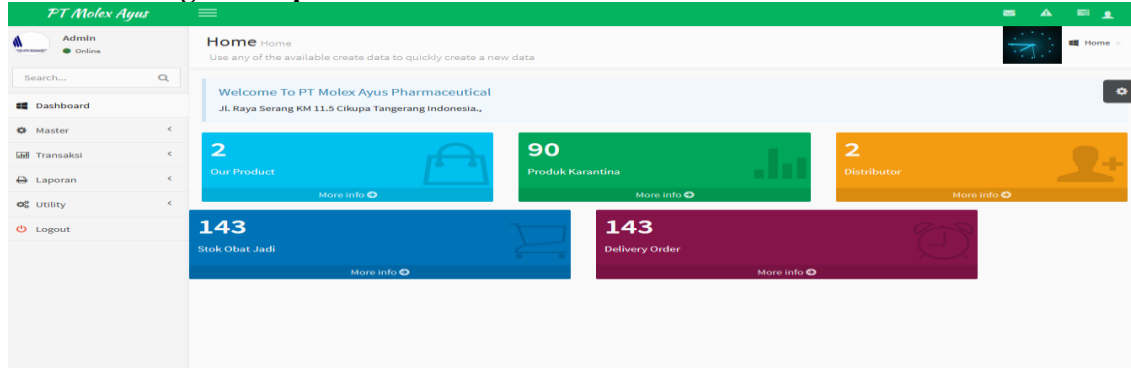 PT Molex Ayus
Admin
Online
Search...
Dashboard
Master
Transaksi
Laporan
Utility
Logout
Home Home
Use any of the available create data to quickly create a new data
Home
Welcome To PT Molex Ayus Pharmaceutical
Jl. Raya Serang KM 11.5 Cikupa Tangerang Indonesia.,
2
Our Product
More info
90
Produk Karantina
More info
2
Distributor
More info
143
Stok Obat Jadi
More info
143
Delivery Order
More info